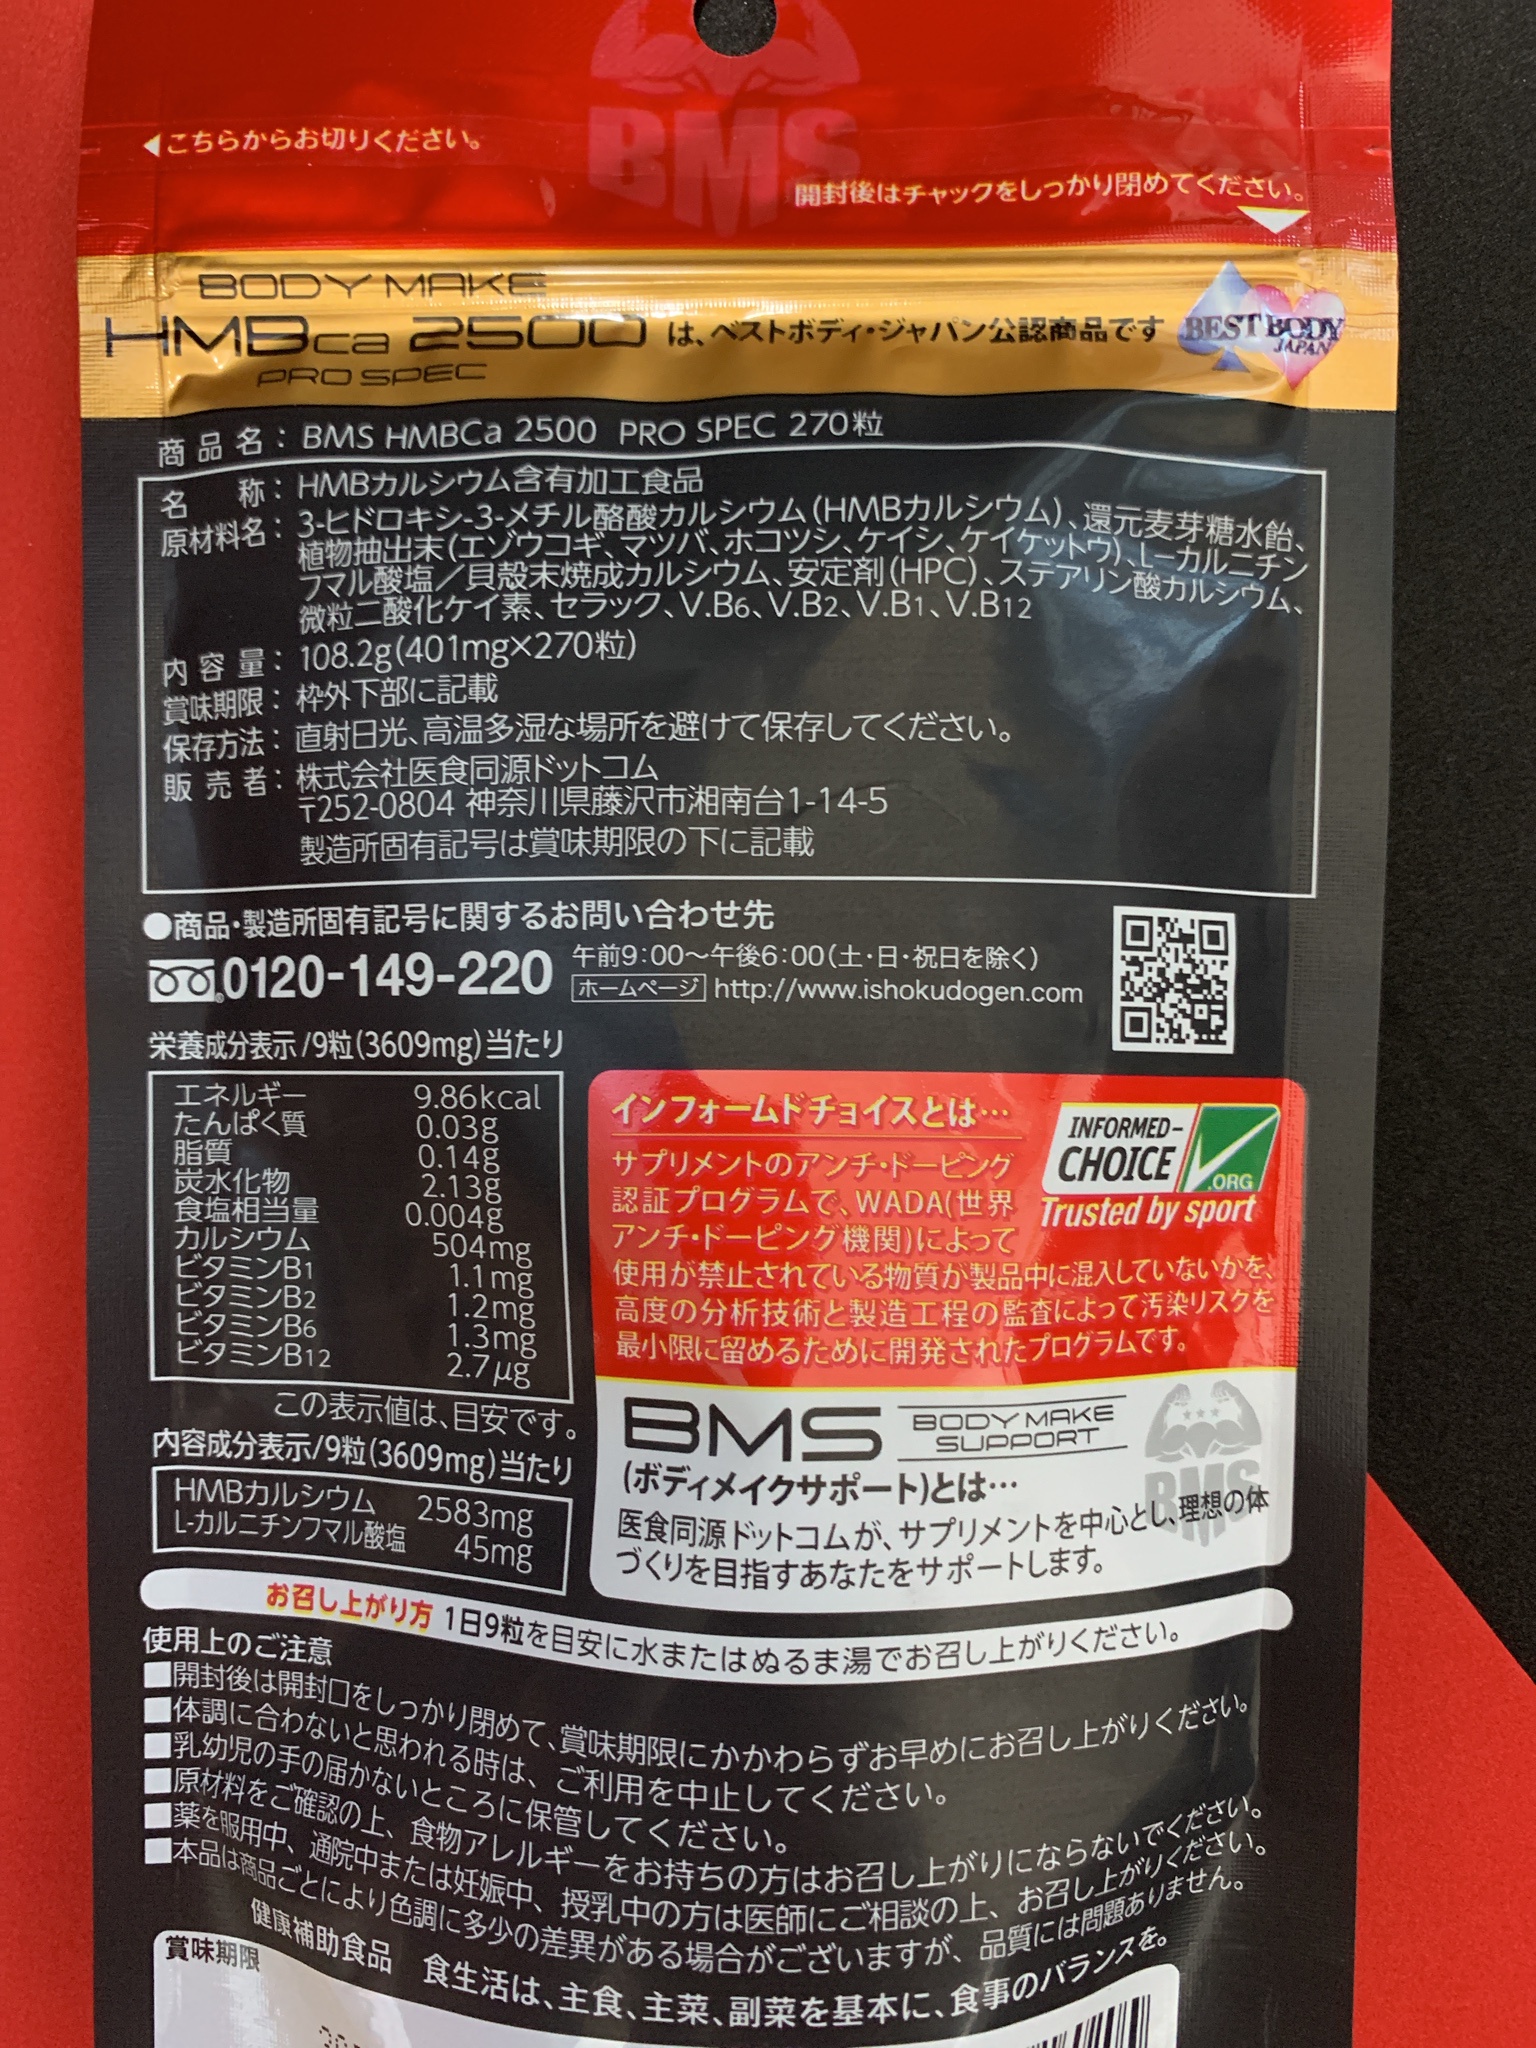 BMS
◀こちらからお切りください。
開封後はチャックをしっかり閉めてください。
BODY MAKE
HMBca 2500 は、ベストボディ・ジャパン公認商品です
PRO SPEC
BEST BODY
JAPAN
商品名：BMS HMBCa 2500 PRO SPEC 270粒
名称：HMBカルシウム含有加工食品
原材料名：3-ヒドロキシ-3-メチル酪酸カルシウム(HMBカルシウム)、還元麦芽糖水飴、
植物抽出末(エゾウコギ、マツバ、ホコツシ、ケイシ、ケイケットウ)、L-カルニチン
フマル酸塩／貝殻末焼成カルシウム、安定剤(HPC)、ステアリン酸カルシウム、
微粒二酸化ケイ素、セラック、V.B6、V.B2、V.B1、V.B12
内容量：108.2g(401mg×270粒)
賞味期限：枠外下部に記載
保存方法：直射日光、高温多湿な場所を避けて保存してください。
販売者：株式会社医食同源ドットコム
〒252-0804 神奈川県藤沢市湘南台1-14-5
製造所固有記号は賞味期限の下に記載
●商品・製造所固有記号に関するお問い合わせ先
0120-149-220 午前9：00～午後6：00(土・日・祝日を除く)
ホームページ http://www.ishokudogen.com
栄養成分表示/9粒(3609mg)当たり
エネルギー 9.86kcal
たんぱく質 0.03g
脂質 0.14g
炭水化物 2.13g
食塩相当量 0.004g
カルシウム 504mg
ビタミンB1 1.1mg
ビタミンB2 1.2mg
ビタミンB6 1.3mg
ビタミンB12 2.7μg
この表示値は、目安です。
内容成分表示/9粒(3609mg)当たり
HMBカルシウム 2583mg
L-カルニチンフマル酸塩 45mg
インフォームドチョイスとは…
サプリメントのアンチ・ドーピング
認証プログラムで、WADA(世界
アンチ・ドーピング機関)によって
使用が禁止されている物質が製品中に混入していないかを、
高度の分析技術と製造工程の監査によって汚染リスクを
最小限に留めるために開発されたプログラムです。
INFORMED-
CHOICE
.ORG
Trusted by sport
BMS BODY MAKE
SUPPORT
BMS
(ボディメイクサポート)とは…
医食同源ドットコムが、サプリメントを中心とし、理想の体
づくりを目指すあなたをサポートします。
お召し上がり方 1日9粒を目安に水またはぬるま湯でお召し上がりください。
使用上のご注意
■開封後は開封口をしっかり閉めて、賞味期限にかかわらずお早めにお召し上がりください。
■体調に合わないと思われる時は、ご利用を中止してください。
■乳幼児の手の届かないところに保管してください。
■原材料をご確認の上、食物アレルギーをお持ちの方はお召し上がりにならないでください。
■薬を服用中、通院中または妊娠中、授乳中の方は医師にご相談の上、お召し上がりください。
■本品は商品ごとにより色調に多少の差異がある場合がございますが、品質には問題ありません。
健康補助食品 食生活は、主食、主菜、副菜を基本に、食事のバランスを。
賞味期限